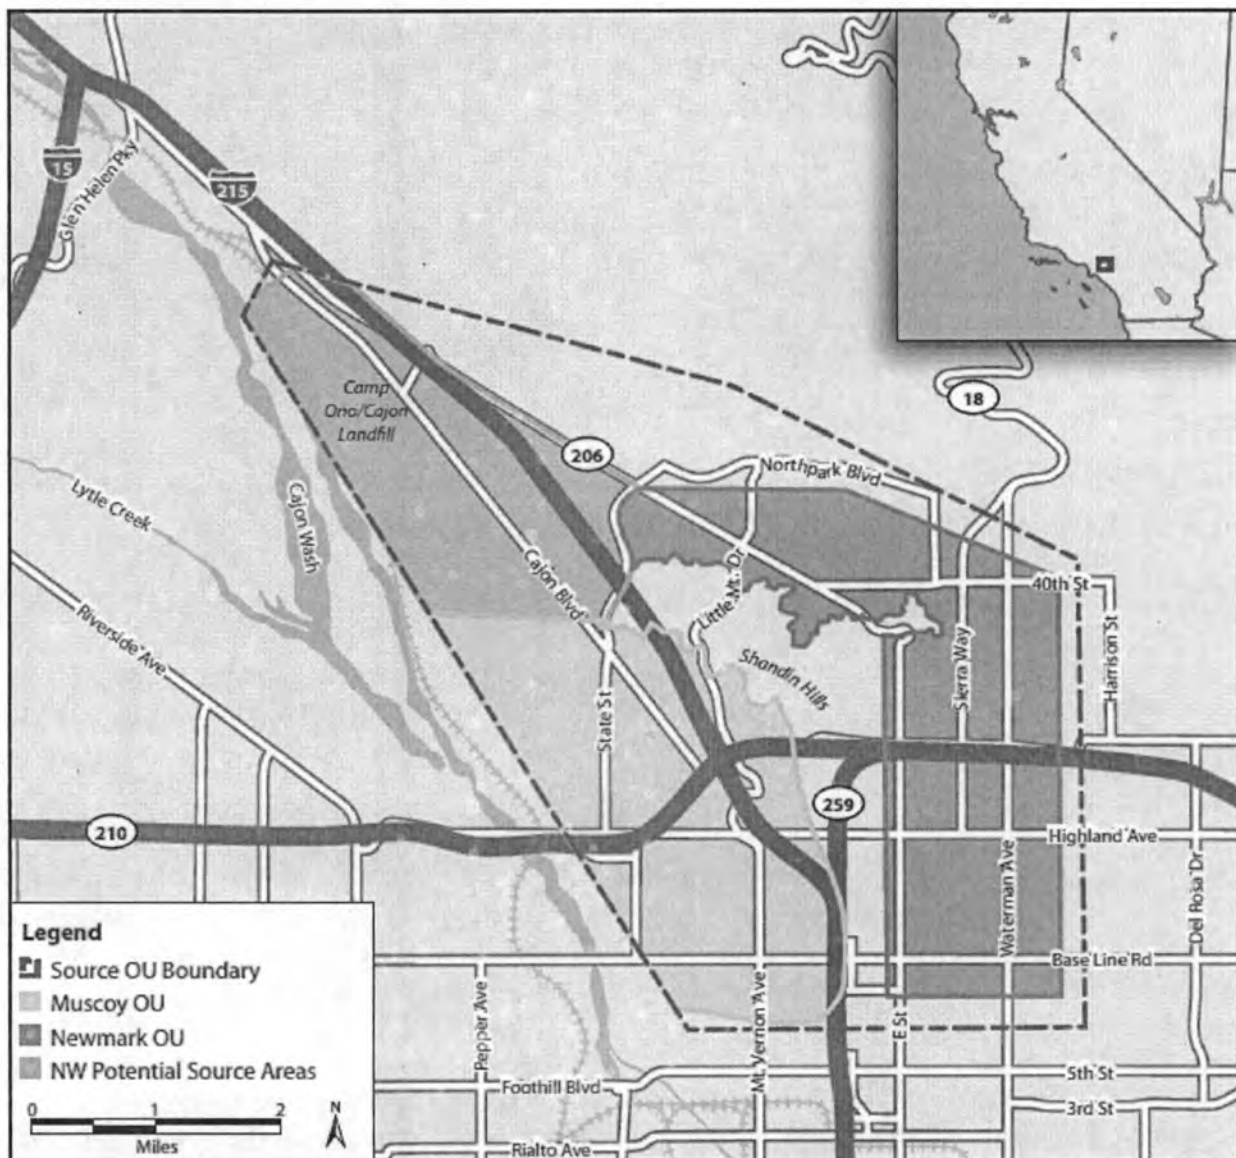 15
Glen Helen Pky
215
18
Camp
Ono/Cajon
Landfill
206
Northpark Blvd
Lytle Creek
Cajon Wash
Cajon Blvd
Little Mt. Dr
40th St
Riverside Ave
State St
Shandin Hills
Sierra Way
Harrison St
210
259
Highland Ave
Waterman Ave
Del Rosa Dr
Base Line Rd
Pepper Ave
Mt. Vernon Ave
E St
5th St
Foothill Blvd
3rd St
Rialto Ave
Legend
Source OU Boundary
Muscoy OU
Newmark OU
NW Potential Source Areas
0 1 2
Miles
N